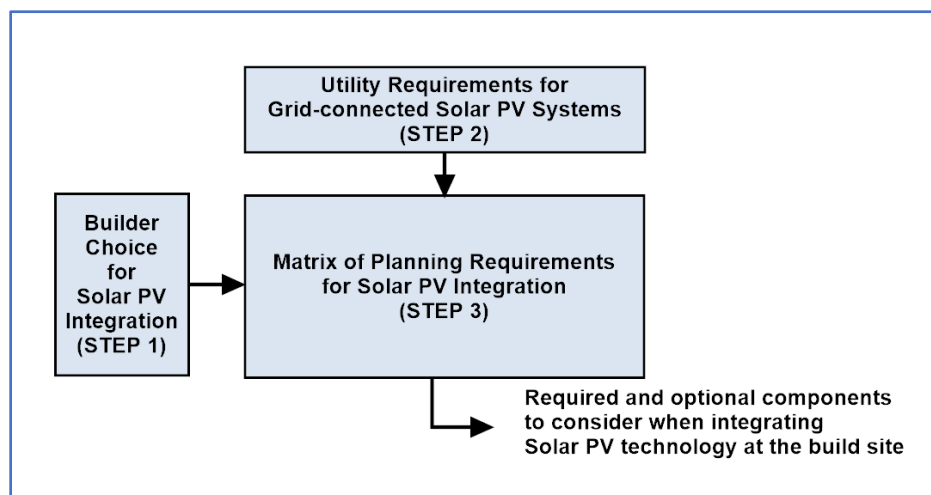 Utility Requirements for
Grid-connected Solar PV Systems
(STEP 2)
Builder
Choice
for
Solar PV
Integration
(STEP 1)
Matrix of Planning Requirements
for Solar PV Integration
(STEP 3)
Required and optional components
to consider when integrating
Solar PV technology at the build site